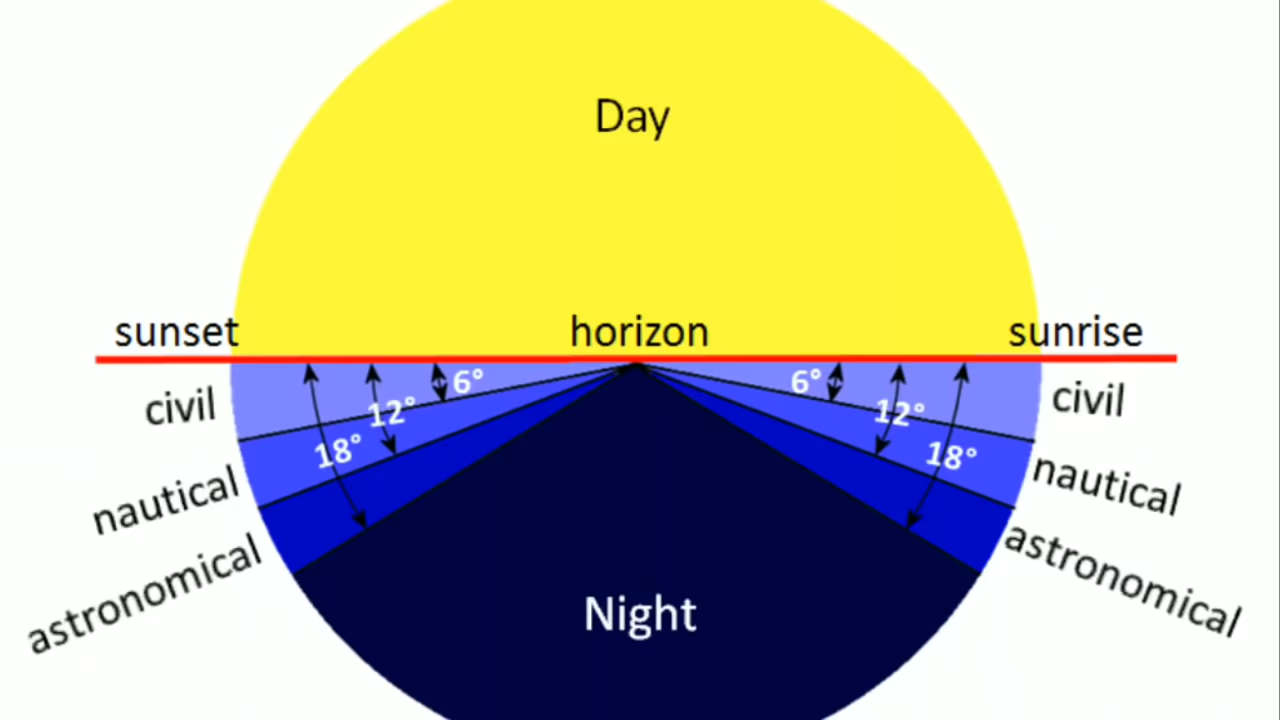 Day
sunset horizon sunrise
civil 6° 6° civil
12° 12°
18° 18°
nautical nautical
astronomical astronomical
Night